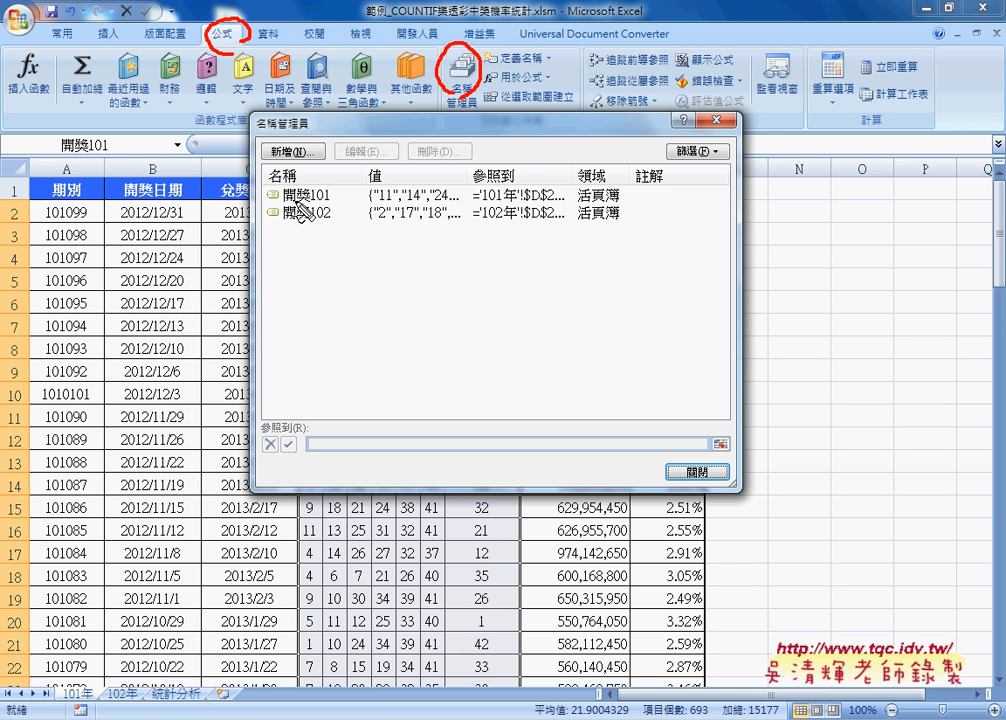 範例_COUNTIF樂透彩中獎機率統計.xlsm - Microsoft Excel
常用 插入 版面配置 公式 資料 校閱 檢視 開發人員 增益集 Universal Document Converter
插入函數 自動加總 最近用過的函數 財務 邏輯 文字 日期及時間 查閱與參照 數學與三角函數 其他函數 名稱管理員
定義名稱
用於公式
從選取範圍建立
追蹤前導參照 顯示公式
追蹤從屬參照 錯誤檢查
移除箭號 評估值公式
監看視窗 重算選項
立即重算
計算工作表
函數程式庫 計算
開獎101
名稱管理員
新增(N)... 編輯(E)... 刪除(D)... 篩選(F)
名稱 值 參照到 領域 註解
開獎101 {"11","14","24... ='101年'!$D$2... 活頁簿
開獎102 {"2","17","18",... ='102年'!$D$2... 活頁簿
參照到(R):
關閉
A B N O P Q
1 期別 開獎日期
2 101099 2012/12/31
3 101098 2012/12/27
4 101097 2012/12/24
5 101096 2012/12/20
6 101095 2012/12/17
7 101094 2012/12/13
8 101093 2012/12/10
9 101092 2012/12/6
10 1010101 2012/12/3
11 101090 2012/11/29
12 101089 2012/11/26
13 101088 2012/11/22
14 101087 2012/11/19
15 101086 2012/11/15 2013/2/17 9 18 21 24 38 41 32 629,954,450 2.51%
16 101085 2012/11/12 2013/2/12 11 13 25 31 32 41 21 626,955,700 2.55%
17 101084 2012/11/8 2013/2/10 4 14 26 27 32 37 12 974,142,650 2.91%
18 101083 2012/11/5 2013/2/5 4 6 7 21 26 40 35 600,168,800 3.05%
19 101082 2012/11/1 2013/2/3 9 10 30 34 39 41 26 650,315,950 2.49%
20 101081 2012/10/29 2013/1/29 5 11 12 25 33 40 1 550,764,050 3.32%
21 101080 2012/10/25 2013/1/27 1 10 24 34 39 41 42 582,112,450 2.59%
22 101079 2012/10/22 2013/1/22 7 8 15 19 34 41 33 560,140,450 2.87%
http://www.tqc.idv.tw/
吳清輝老師錄製
101年 102年 統計分析
就緒 平均值: 21.9004329 項目個數: 693 加總: 15177 100%